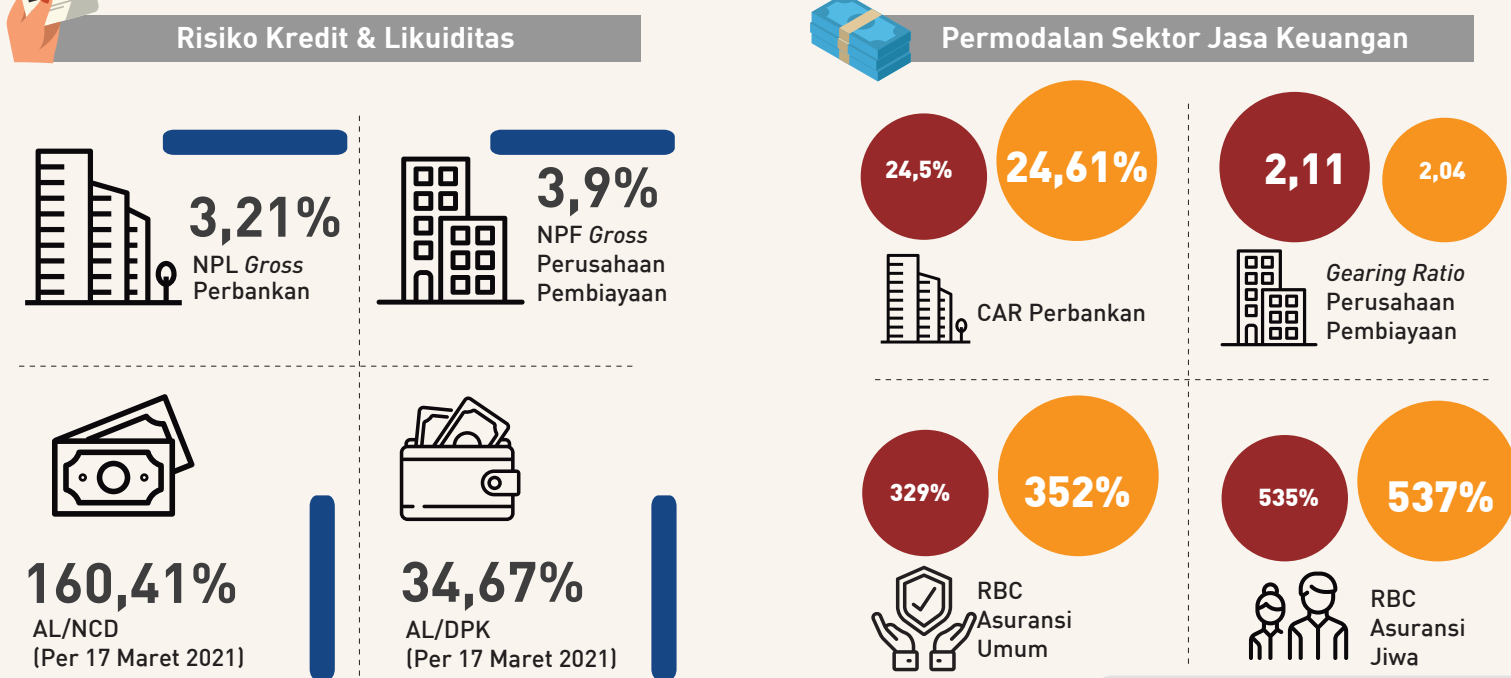 Risiko Kredit & Likuiditas
3,21%
NPL Gross
Perbankan
3,9%
NPF Gross
Perusahaan
Pembiayaan
160,41%
AL/NCD
(Per 17 Maret 2021)
34,67%
AL/DPK
(Per 17 Maret 2021)
Permodalan Sektor Jasa Keuangan
24,5%
24,61%
CAR Perbankan
2,11
2,04
Gearing Ratio
Perusahaan
Pembiayaan
329%
352%
RBC
Asuransi
Umum
535%
537%
RBC
Asuransi
Jiwa